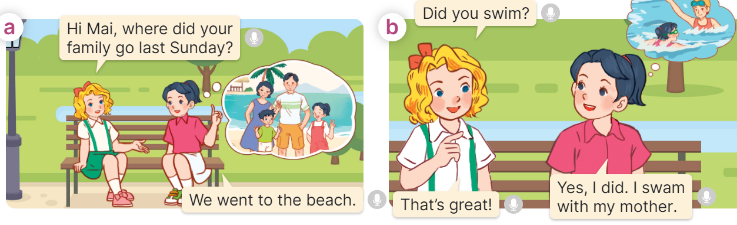 a
Hi Mai, where did your
family go last Sunday?
We went to the beach.
b
Did you swim?
Yes, I did. I swam
with my mother.
That's great!